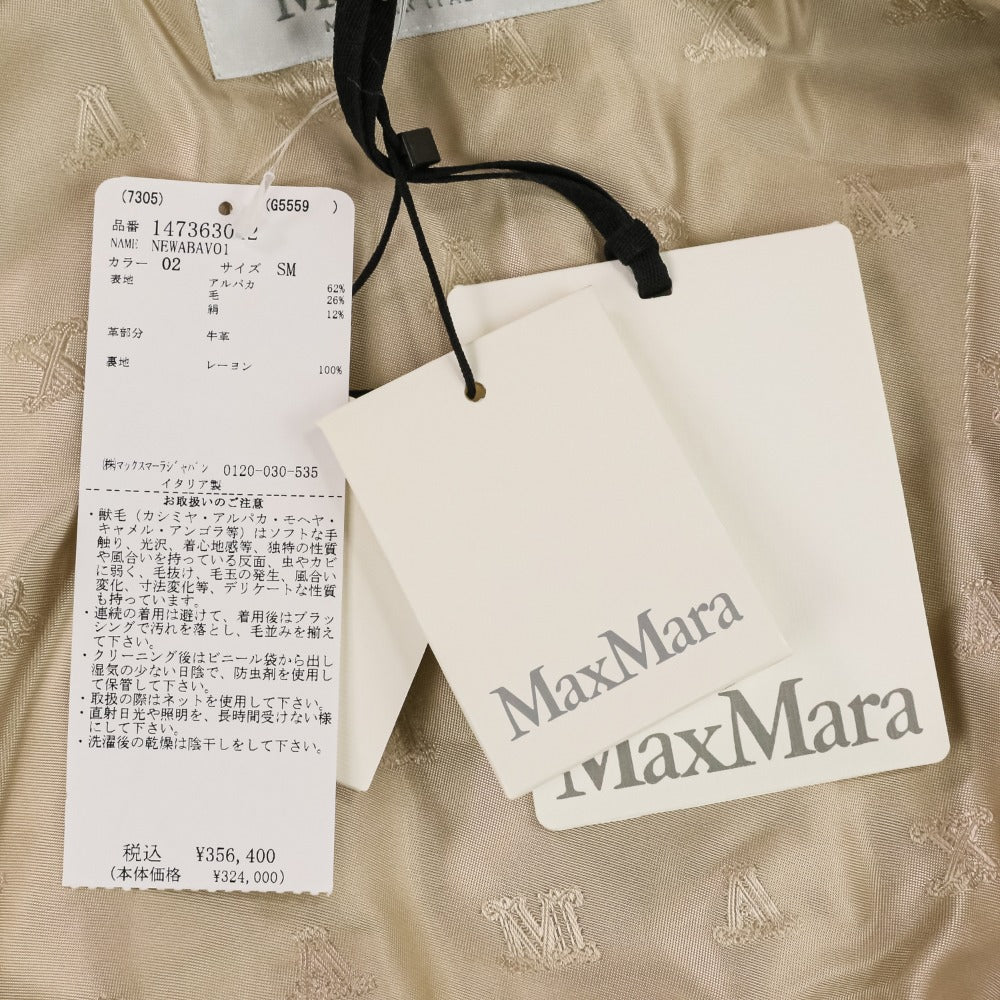 (7305) (G5559 )
品番
NAME NEWABAV01
カラー 02 サイズ SM
表地 アルパカ 62%
毛 26%
絹 12%
革部分 牛革
裏地 レーヨン 100%
㈱マックスマーラジャパン 0120-030-535
イタリア製
お取扱いのご注意
・獣毛(カシミヤ・アルパカ・モヘヤ・
キャメル・アンゴラ等)はソフトな手
触り、光沢、着心地感等、独特の性質
や風合いを持っている反面、虫やカビ
に弱く、毛抜け、毛玉の発生、風合い
変化、寸法変化等、デリケートな性質
も持っています。
・連続の着用は避けて、着用後はブラッ
シングで汚れを落とし、毛並みを揃え
て下さい。
・クリーニング後はビニール袋から出し
湿気の少ない日陰で、防虫剤を使用し
て保管して下さい。
・取扱の際はネットを使用して下さい。
・直射日光や照明を、長時間受けない様
にして下さい。
・洗濯後の乾燥は陰干しをして下さい。
税込 ¥356,400
(本体価格 ¥324,000)
MaxMara
MaxMara